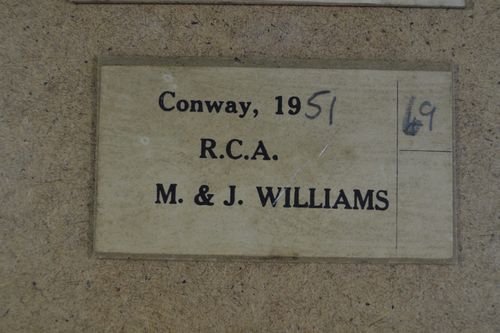 Conway, 1951
69
R.C.A.
M. & J. WILLIAMS